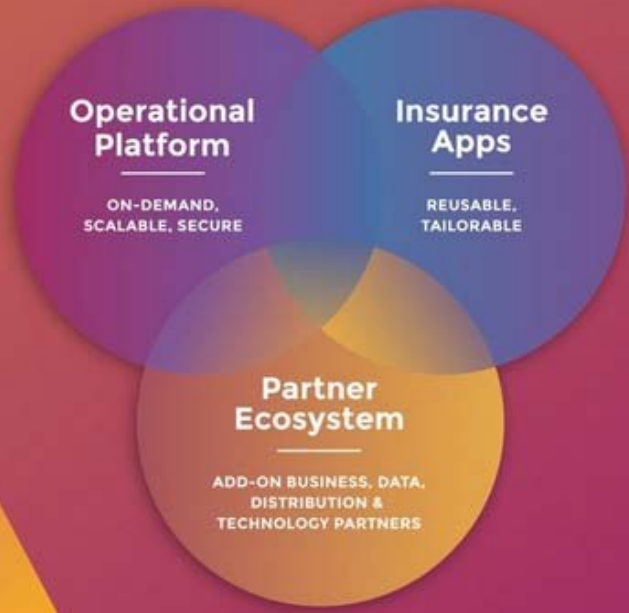 Operational
Platform
ON-DEMAND,
SCALABLE, SECURE
Insurance
Apps
REUSABLE,
TAILORABLE
Partner
Ecosystem
ADD-ON BUSINESS, DATA,
DISTRIBUTION &
TECHNOLOGY PARTNERS